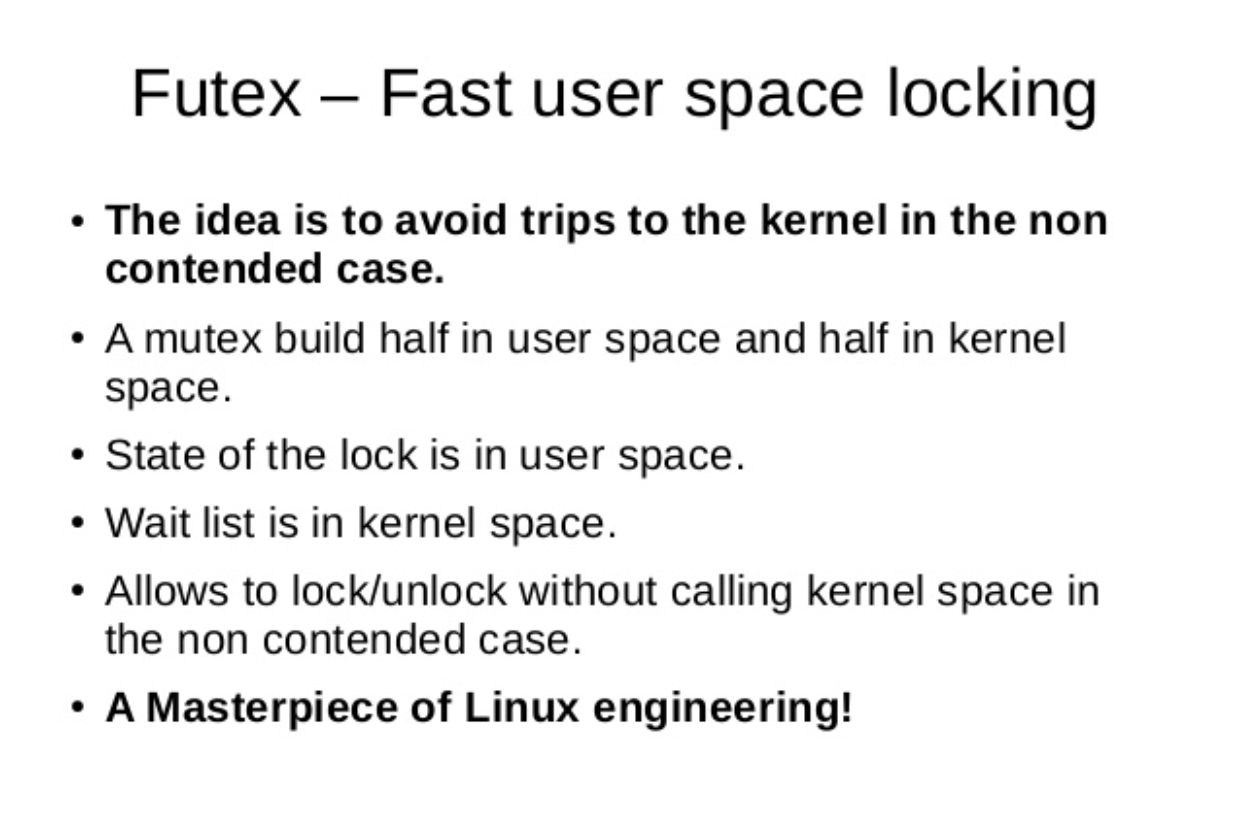 Futex – Fast user space locking
• The idea is to avoid trips to the kernel in the non
contended case.
• A mutex build half in user space and half in kernel
space.
• State of the lock is in user space.
• Wait list is in kernel space.
• Allows to lock/unlock without calling kernel space in
the non contended case.
• A Masterpiece of Linux engineering!